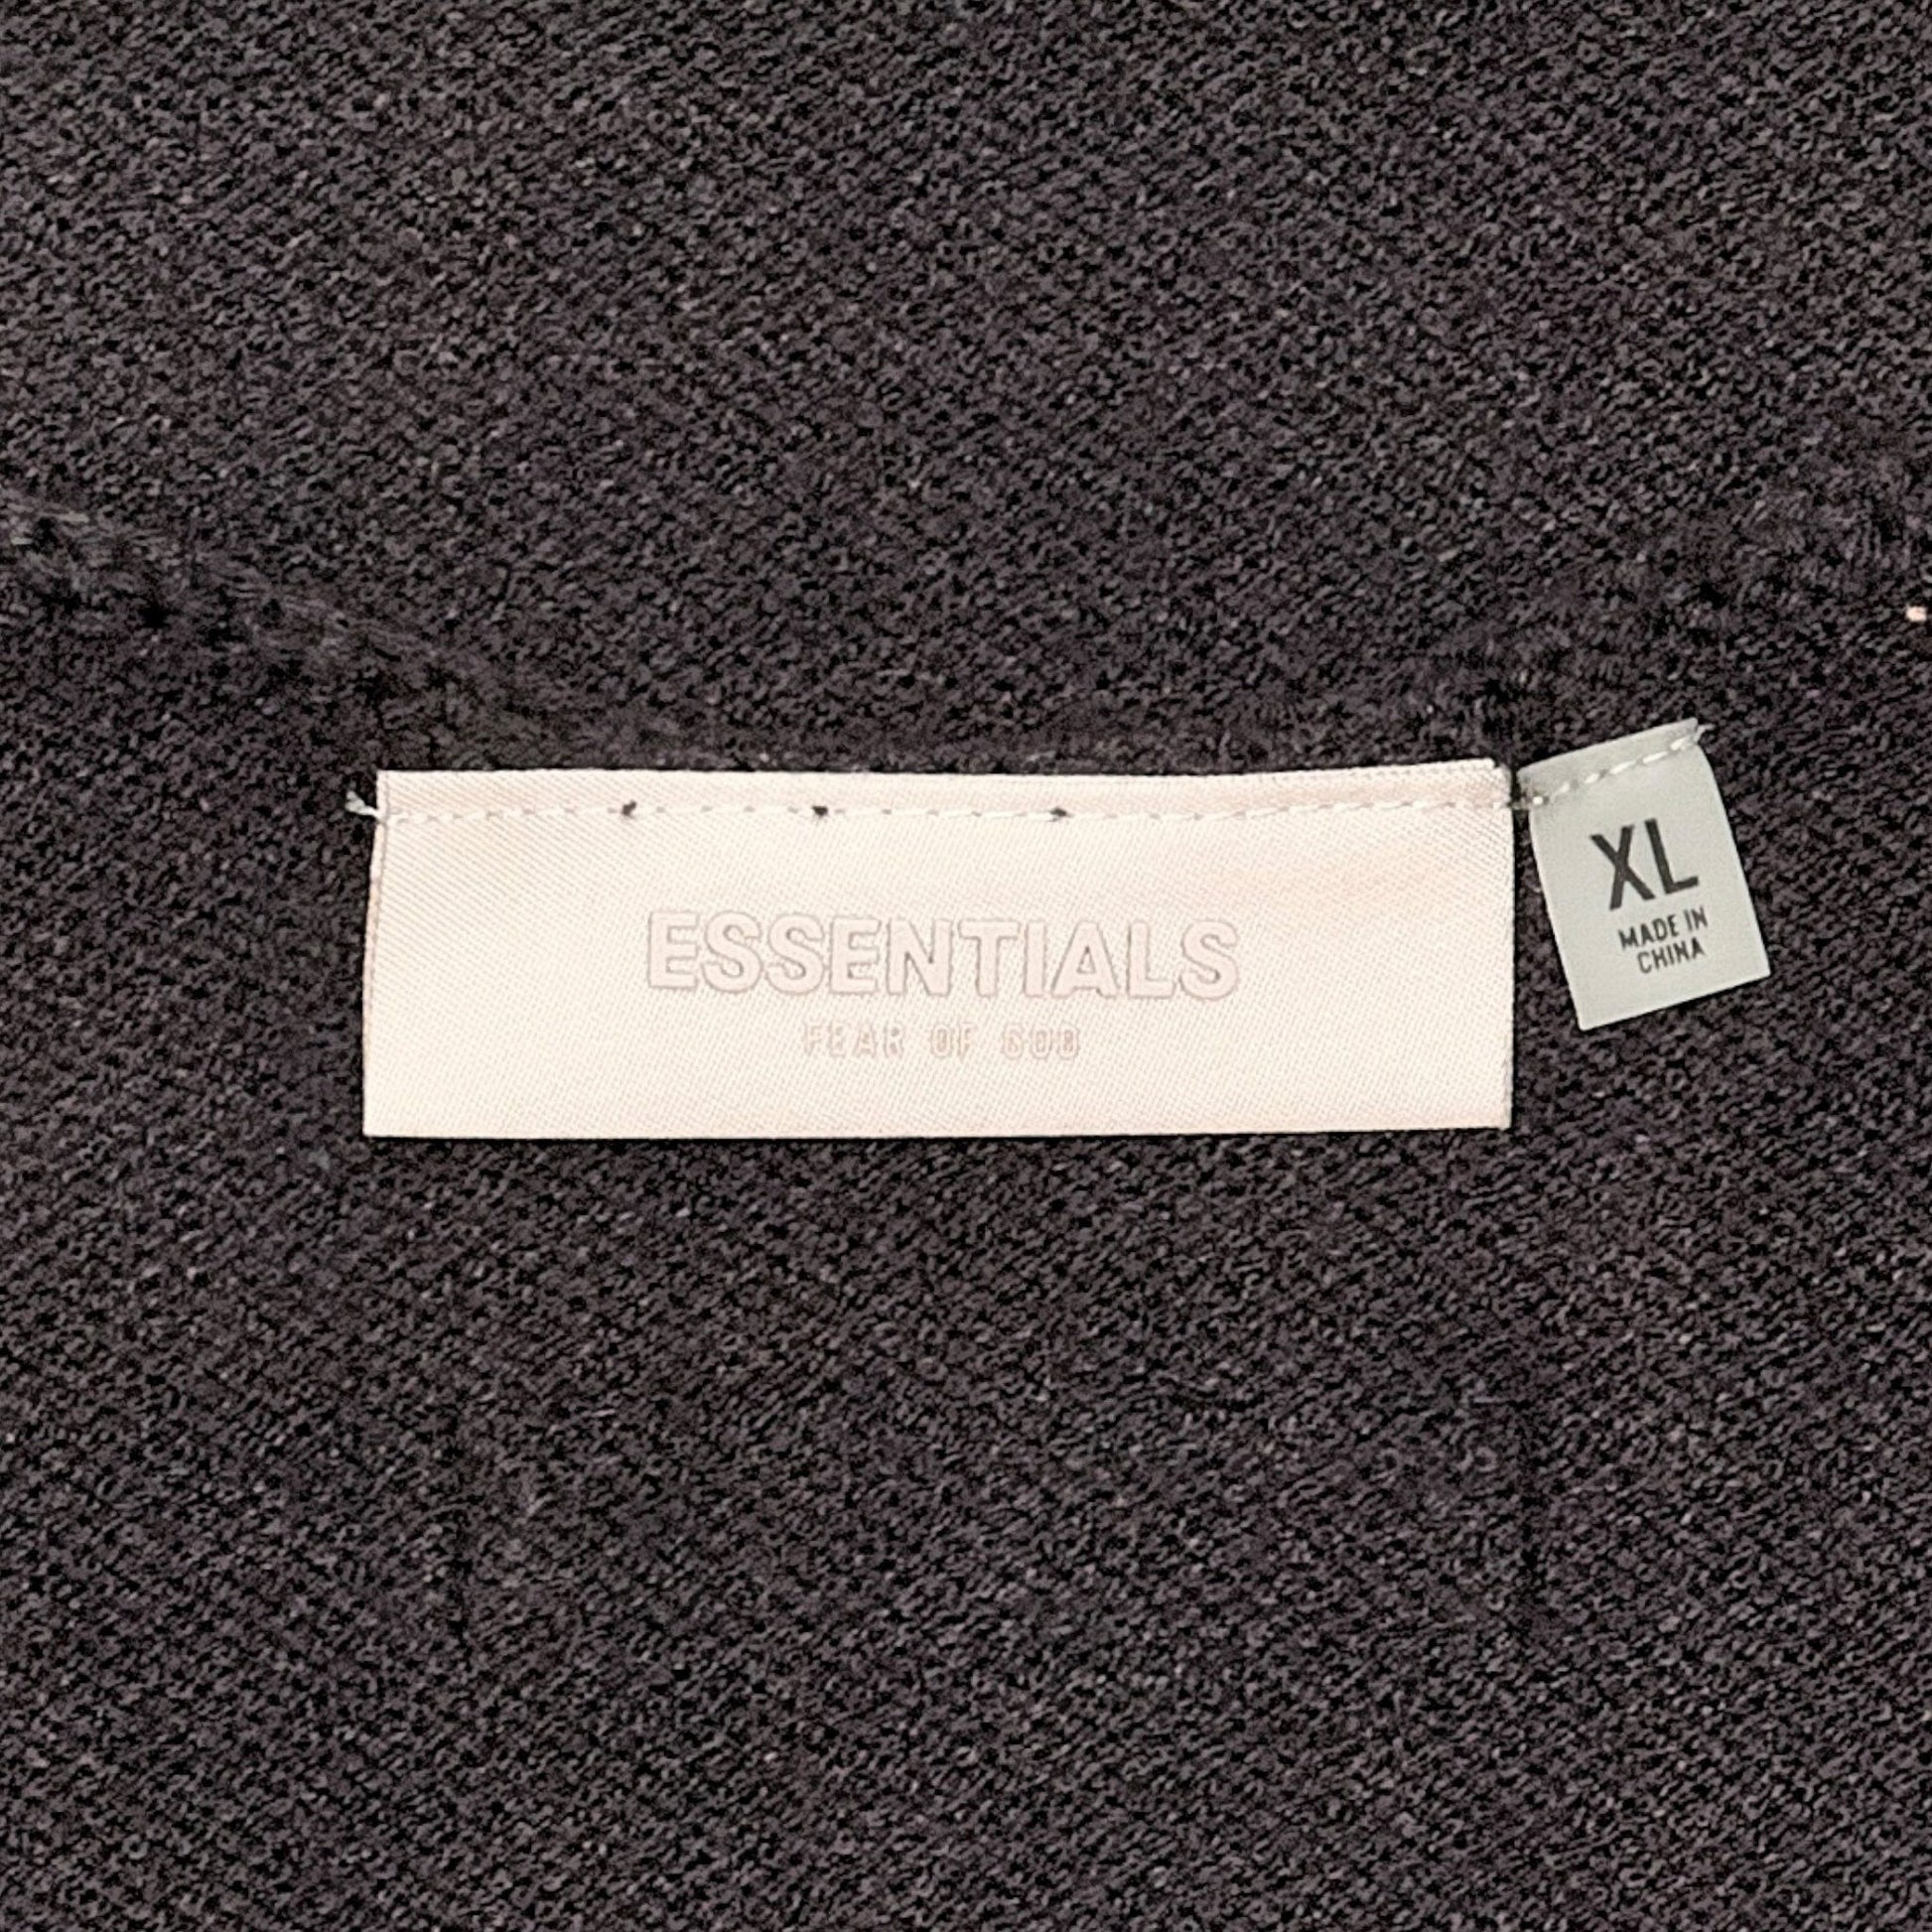 ESSENTIALS
FEAR OF GOD
XL
MADE IN
CHINA